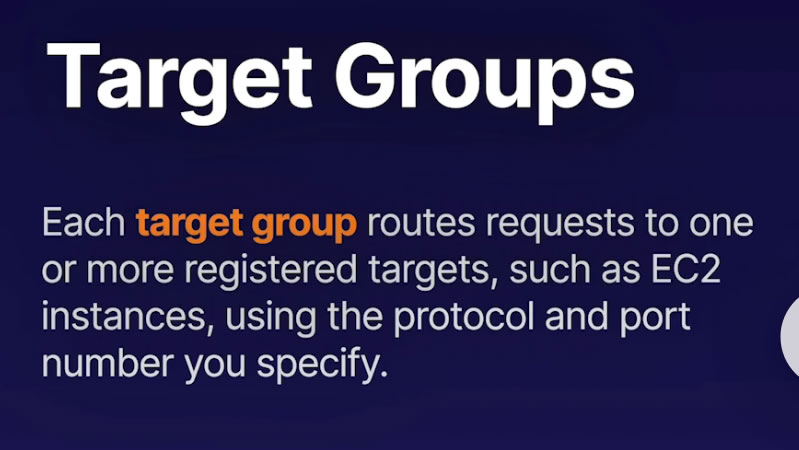 Target Groups
Each target group routes requests to one
or more registered targets, such as EC2
instances, using the protocol and port
number you specify.